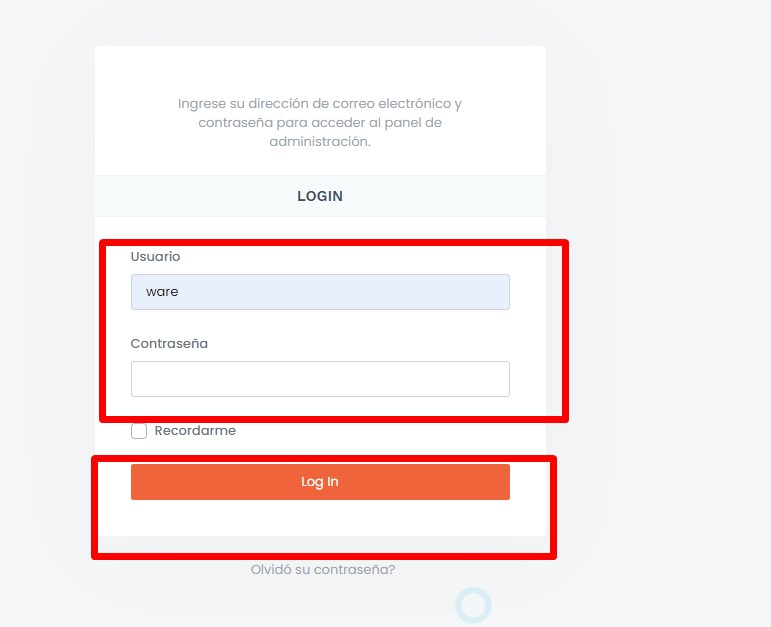 Ingrese su dirección de correo electrónico y
contraseña para acceder al panel de
administración.
LOGIN
Usuario
ware
Contraseña
Recordarme
Log In
Olvidó su contraseña?